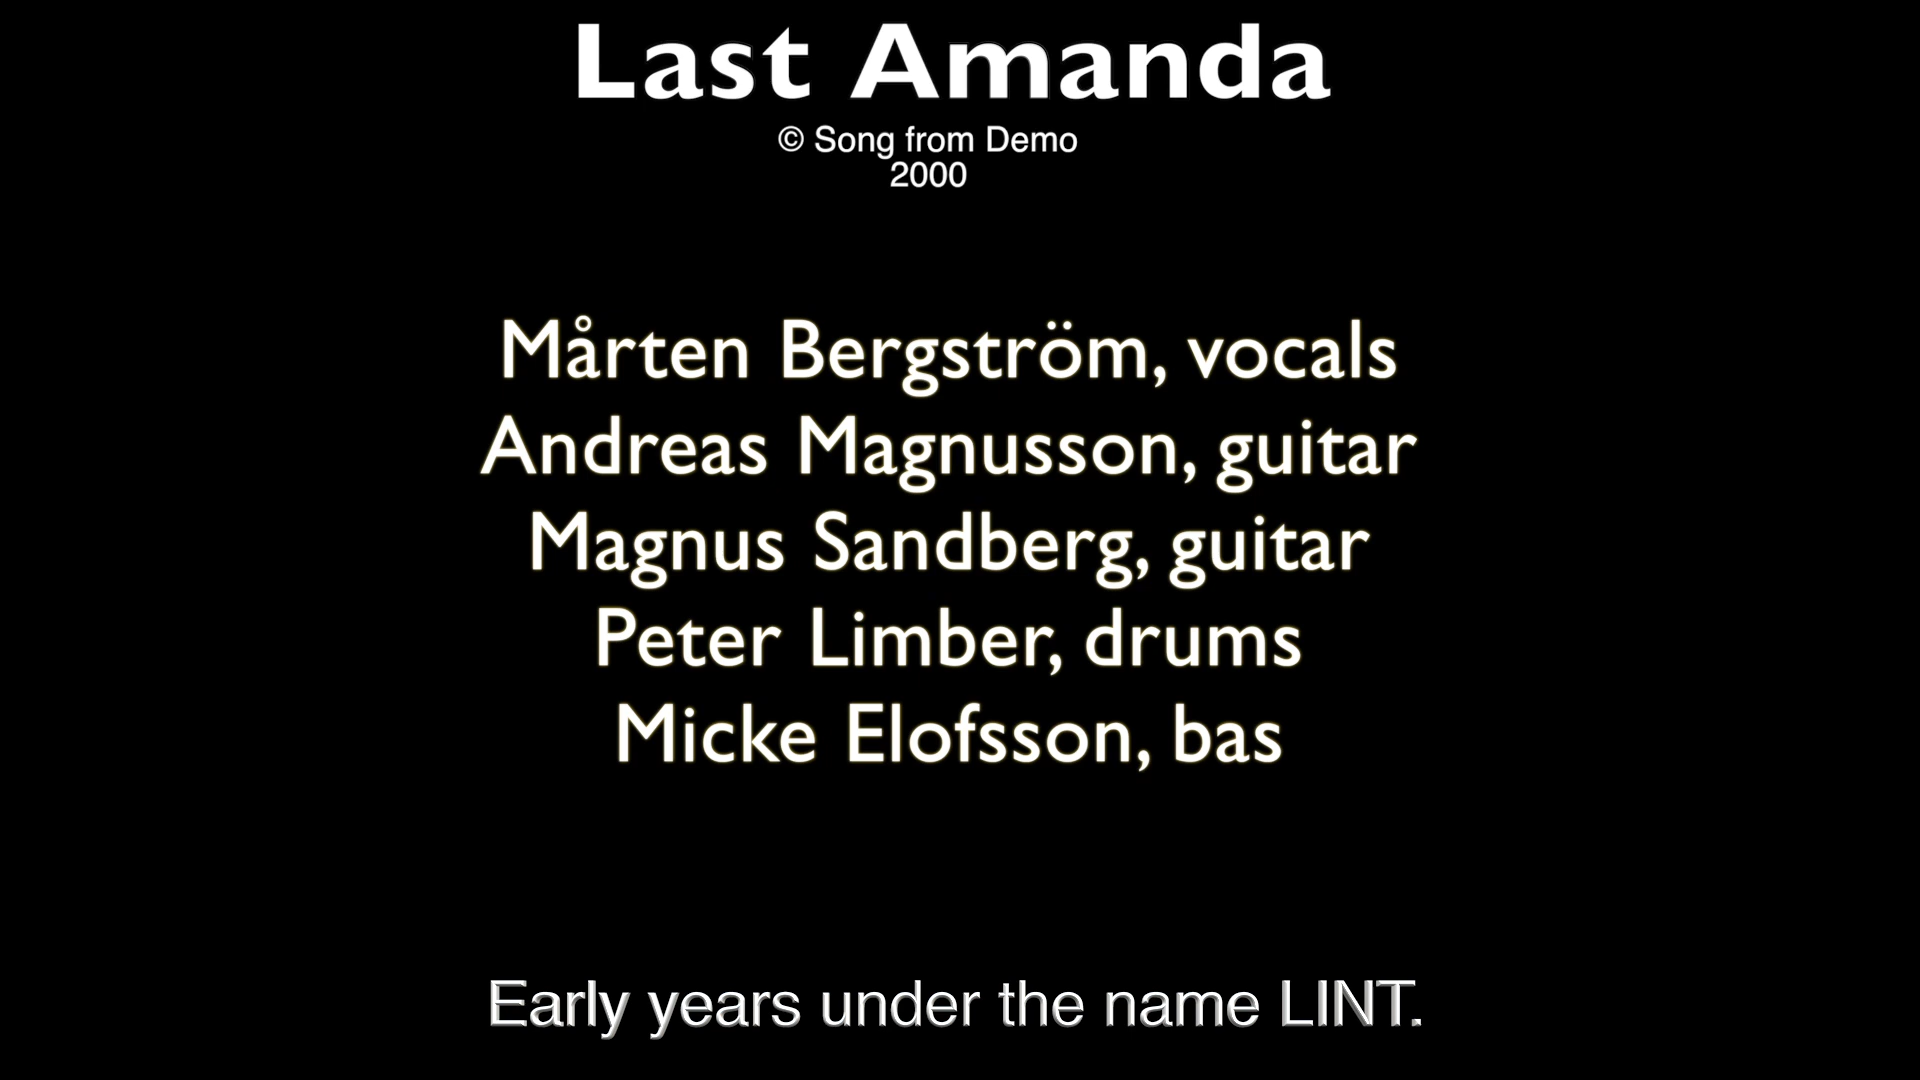 Last Amanda
© Song from Demo
2000
Mårten Bergström, vocals
Andreas Magnusson, guitar
Magnus Sandberg, guitar
Peter Limber, drums
Micke Elofsson, bas
Early years under the name LINT.